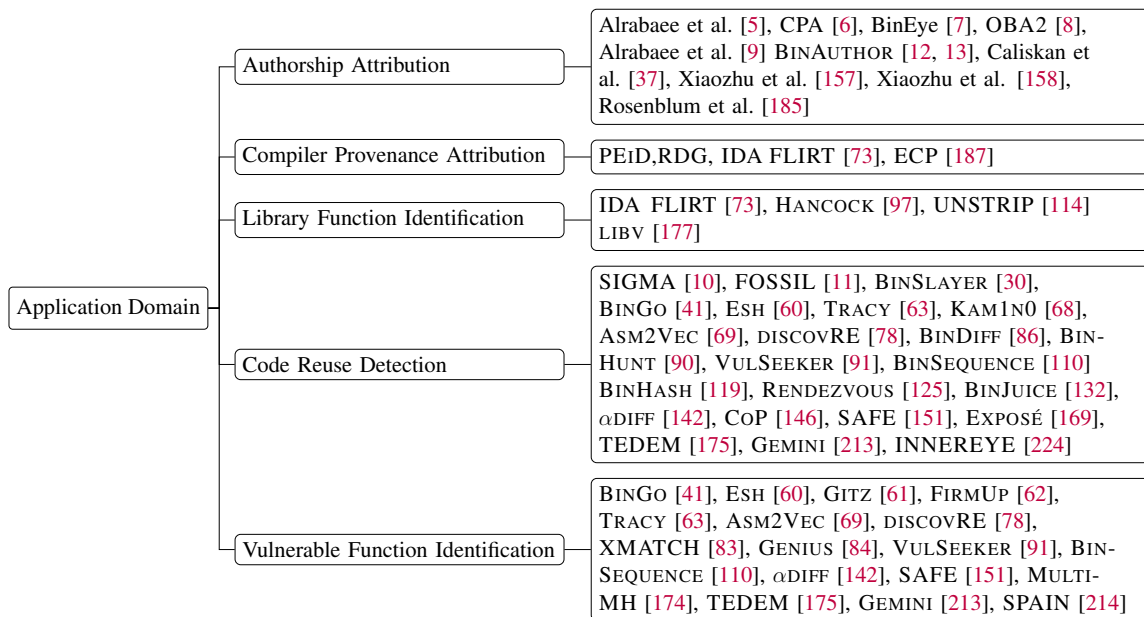 Application Domain
Authorship Attribution
Alrabaee et al. [5], CPA [6], BinEye [7], OBA2 [8],
Alrabaee et al. [9] BINAUTHOR [12, 13], Caliskan et
al. [37], Xiaozhu et al. [157], Xiaozhu et al. [158],
Rosenblum et al. [185]
Compiler Provenance Attribution
PEID,RDG, IDA FLIRT [73], ECP [187]
Library Function Identification
IDA FLIRT [73], HANCOCK [97], UNSTRIP [114]
LIBV [177]
Code Reuse Detection
SIGMA [10], FOSSIL [11], BINSLAYER [30],
BINGO [41], ESH [60], TRACY [63], KAM1N0 [68],
ASM2VEC [69], DISCOVRE [78], BINDIFF [86], BIN-
HUNT [90], VULSEEKER [91], BINSEQUENCE [110]
BINHASH [119], RENDEZVOUS [125], BINJUICE [132],
αDIFF [142], COP [146], SAFE [151], EXPOSÉ [169],
TEDEM [175], GEMINI [213], INNEREYE [224]
Vulnerable Function Identification
BINGO [41], ESH [60], GITZ [61], FIRMUP [62],
TRACY [63], ASM2VEC [69], DISCOVRE [78],
XMATCH [83], GENIUS [84], VULSEEKER [91], BIN-
SEQUENCE [110], αDIFF [142], SAFE [151], MULTI-
MH [174], TEDEM [175], GEMINI [213], SPAIN [214]